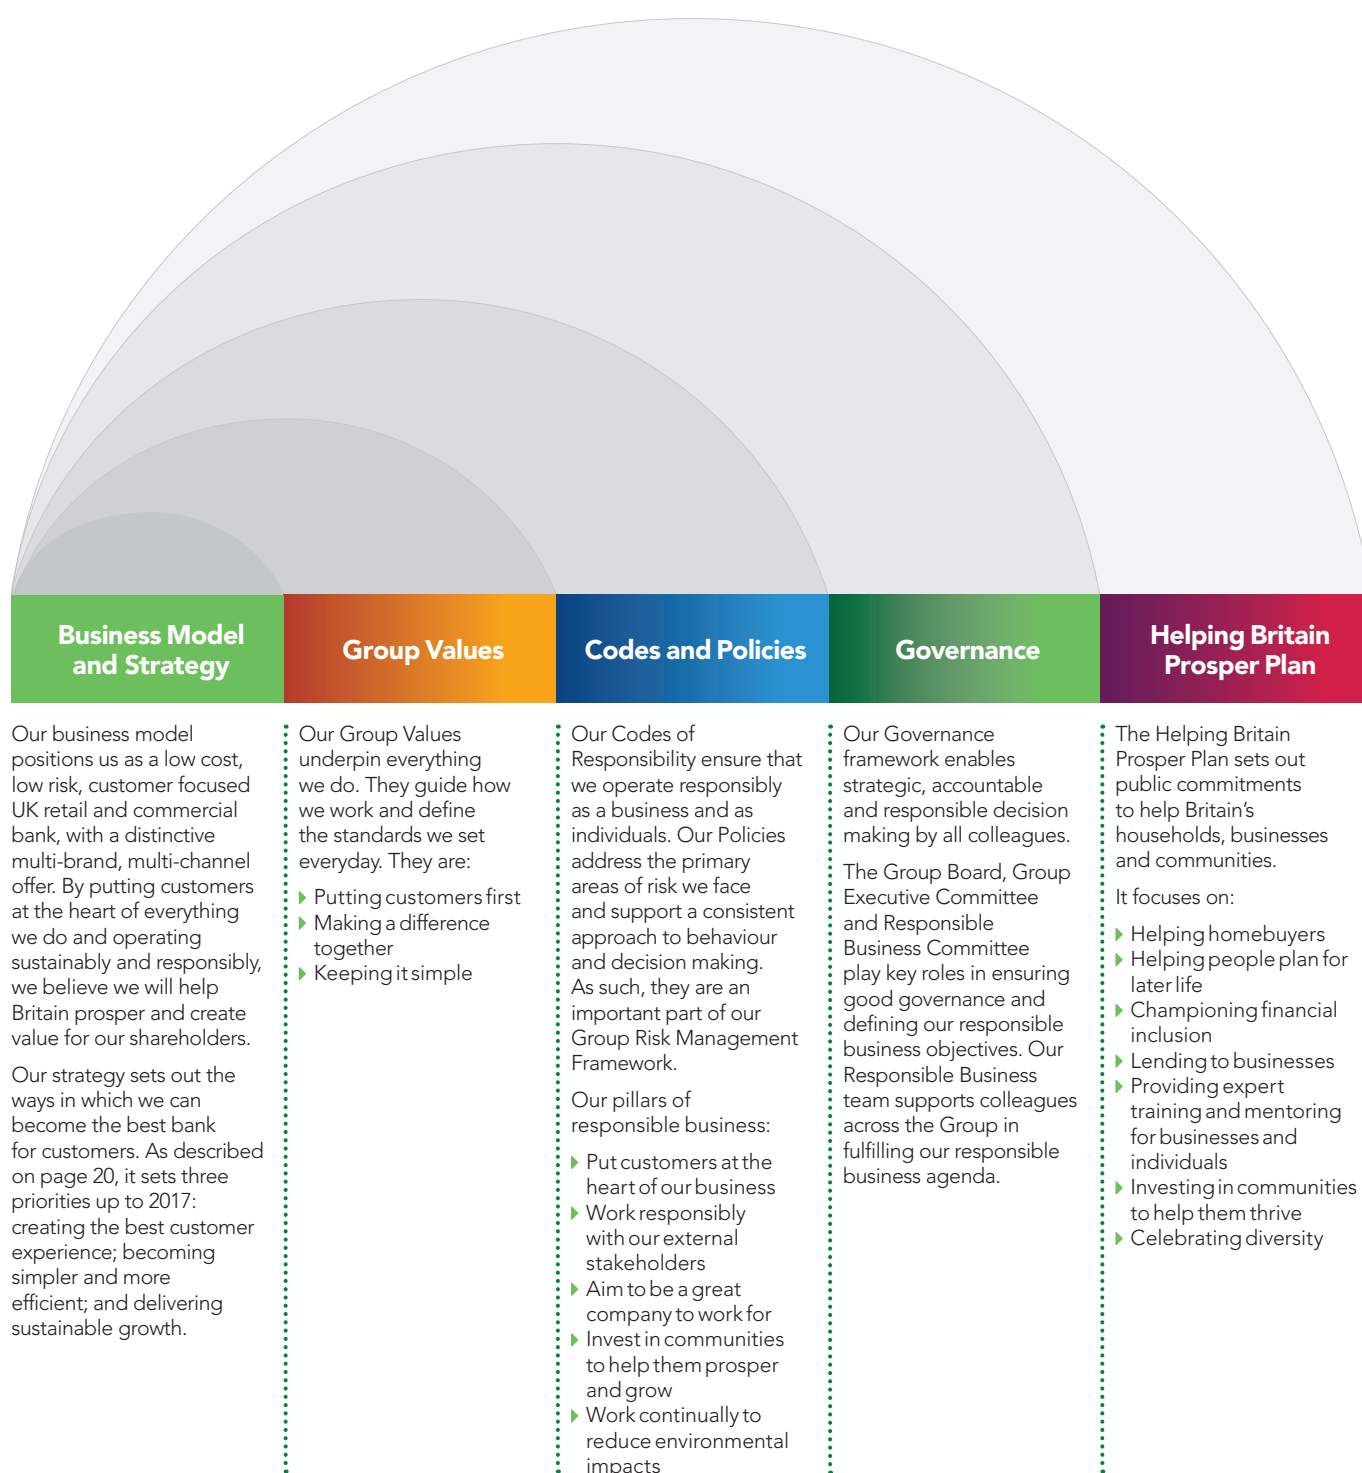 Business Model
and Strategy
Group Values
Codes and Policies
Governance
Helping Britain
Prosper Plan
Our business model
positions us as a low cost,
low risk, customer focused
UK retail and commercial
bank, with a distinctive
multi-brand, multi-channel
offer. By putting customers
at the heart of everything
we do and operating
sustainably and responsibly,
we believe we will help
Britain prosper and create
value for our shareholders.
Our strategy sets out the
ways in which we can
become the best bank
for customers. As described
on page 20, it sets three
priorities up to 2017:
creating the best customer
experience; becoming
simpler and more
efficient; and delivering
sustainable growth.
Our Group Values
underpin everything
we do. They guide how
we work and define
the standards we set
everyday. They are:
Putting customers first
Making a difference
together
Keeping it simple
Our Codes of
Responsibility ensure that
we operate responsibly
as a business and as
individuals. Our Policies
address the primary
areas of risk we face
and support a consistent
approach to behaviour
and decision making.
As such, they are an
important part of our
Group Risk Management
Framework.
Our pillars of
responsible business:
Put customers at the
heart of our business
Work responsibly
with our external
stakeholders
Aim to be a great
company to work for
Invest in communities
to help them prosper
and grow
Work continually to
reduce environmental
impacts
Our Governance
framework enables
strategic, accountable
and responsible decision
making by all colleagues.
The Group Board, Group
Executive Committee
and Responsible
Business Committee
play key roles in ensuring
good governance and
defining our responsible
business objectives. Our
Responsible Business
team supports colleagues
across the Group in
fulfilling our responsible
business agenda.
The Helping Britain
Prosper Plan sets out
public commitments
to help Britain’s
households, businesses
and communities.
It focuses on:
Helping homebuyers
Helping people plan for
later life
Championing financial
inclusion
Lending to businesses
Providing expert
training and mentoring
for businesses and
individuals
Investing in communities
to help them thrive
Celebrating diversity